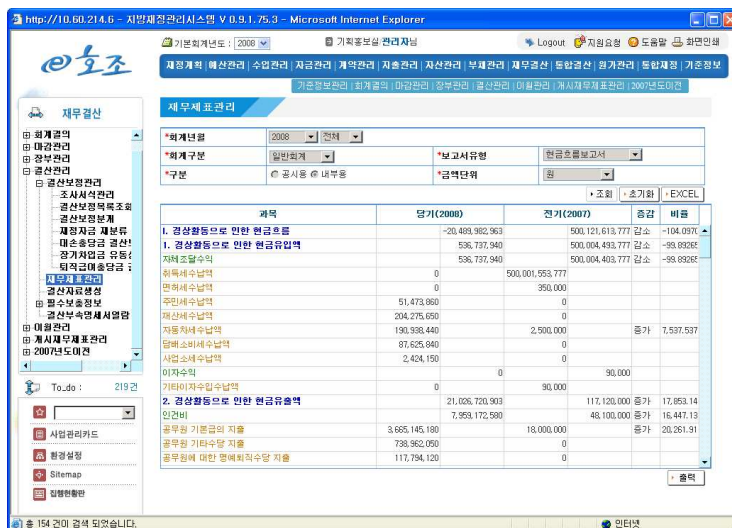 http://10.60.214.6 - 지방재정관리시스템 V 0.9.1.75.3 - Microsoft Internet Explorer
e호조
기본회계년도 : 2008 기획홍보실/관리자님 Logout 지원요청 도움말 화면인쇄
재정계획|예산관리|수입관리|자금관리|계약관리|지출관리|자산관리|부채관리|재무결산|통합결산|원가관리|통합재정|기준정보
기준정보관리|회계결의|마감관리|장부관리|결산관리|이월관리|개시재무제표관리|2007년도이전
재무결산
회계결의
마감관리
장부관리
결산관리
결산보정관리
조사서식관리
결산보정목록조회
결산보정분개
재정자금 재분류
대손충당금 결산
장기차입금 유동
퇴직급여충당금
재무제표관리
결산자료생성
필수보충정보
결산부속명세서열람
이월관리
개시재무제표관리
2007년도이전
To_do : 219건
사업관리카드
환경설정
Sitemap
집행현황판
재무제표관리
*회계년월 2008 전체
*회계구분 일반회계 *보고서유형 현금흐름보고서
*구분 공시용 내부용 *금액단위 원
조회 초기화 EXCEL
과목 당기(2008) 전기(2007) 증감 비율
I. 경상활동으로 인한 현금흐름 -20,489,982,963 500,121,613,777 감소 -104.097(
1. 경상활동으로 인한 현금유입액 536,737,940 500,004,493,777 감소 -99.8926
자체조달수익 536,737,940 500,004,403,777 감소 -99.8926
취득세수납액 0 500,001,553,777
면허세수납액 0 350,000
주민세수납액 51,473,860 0
재산세수납액 204,275,650 0
자동차세수납액 190,938,440 2,500,000 증가 7,537.537
담배소비세수납액 87,625,840 0
사업소세수납액 2,424,150 0
이자수익 0 90,000
기타이자수입수납액 0 90,000
2. 경상활동으로 인한 현금유출액 21,026,720,903 117,120,000 증가 17,853.14
인건비 7,959,172,580 48,100,000 증가 16,447.13
공무원 기본급의 지출 3,665,145,180 18,000,000 증가 20,261.91
공무원 기타수당 지출 738,962,050 0
공무원에 대한 명예퇴직수당 지출 117,794,120 0
출력
총 154 건이 검색 되었습니다. 인터넷